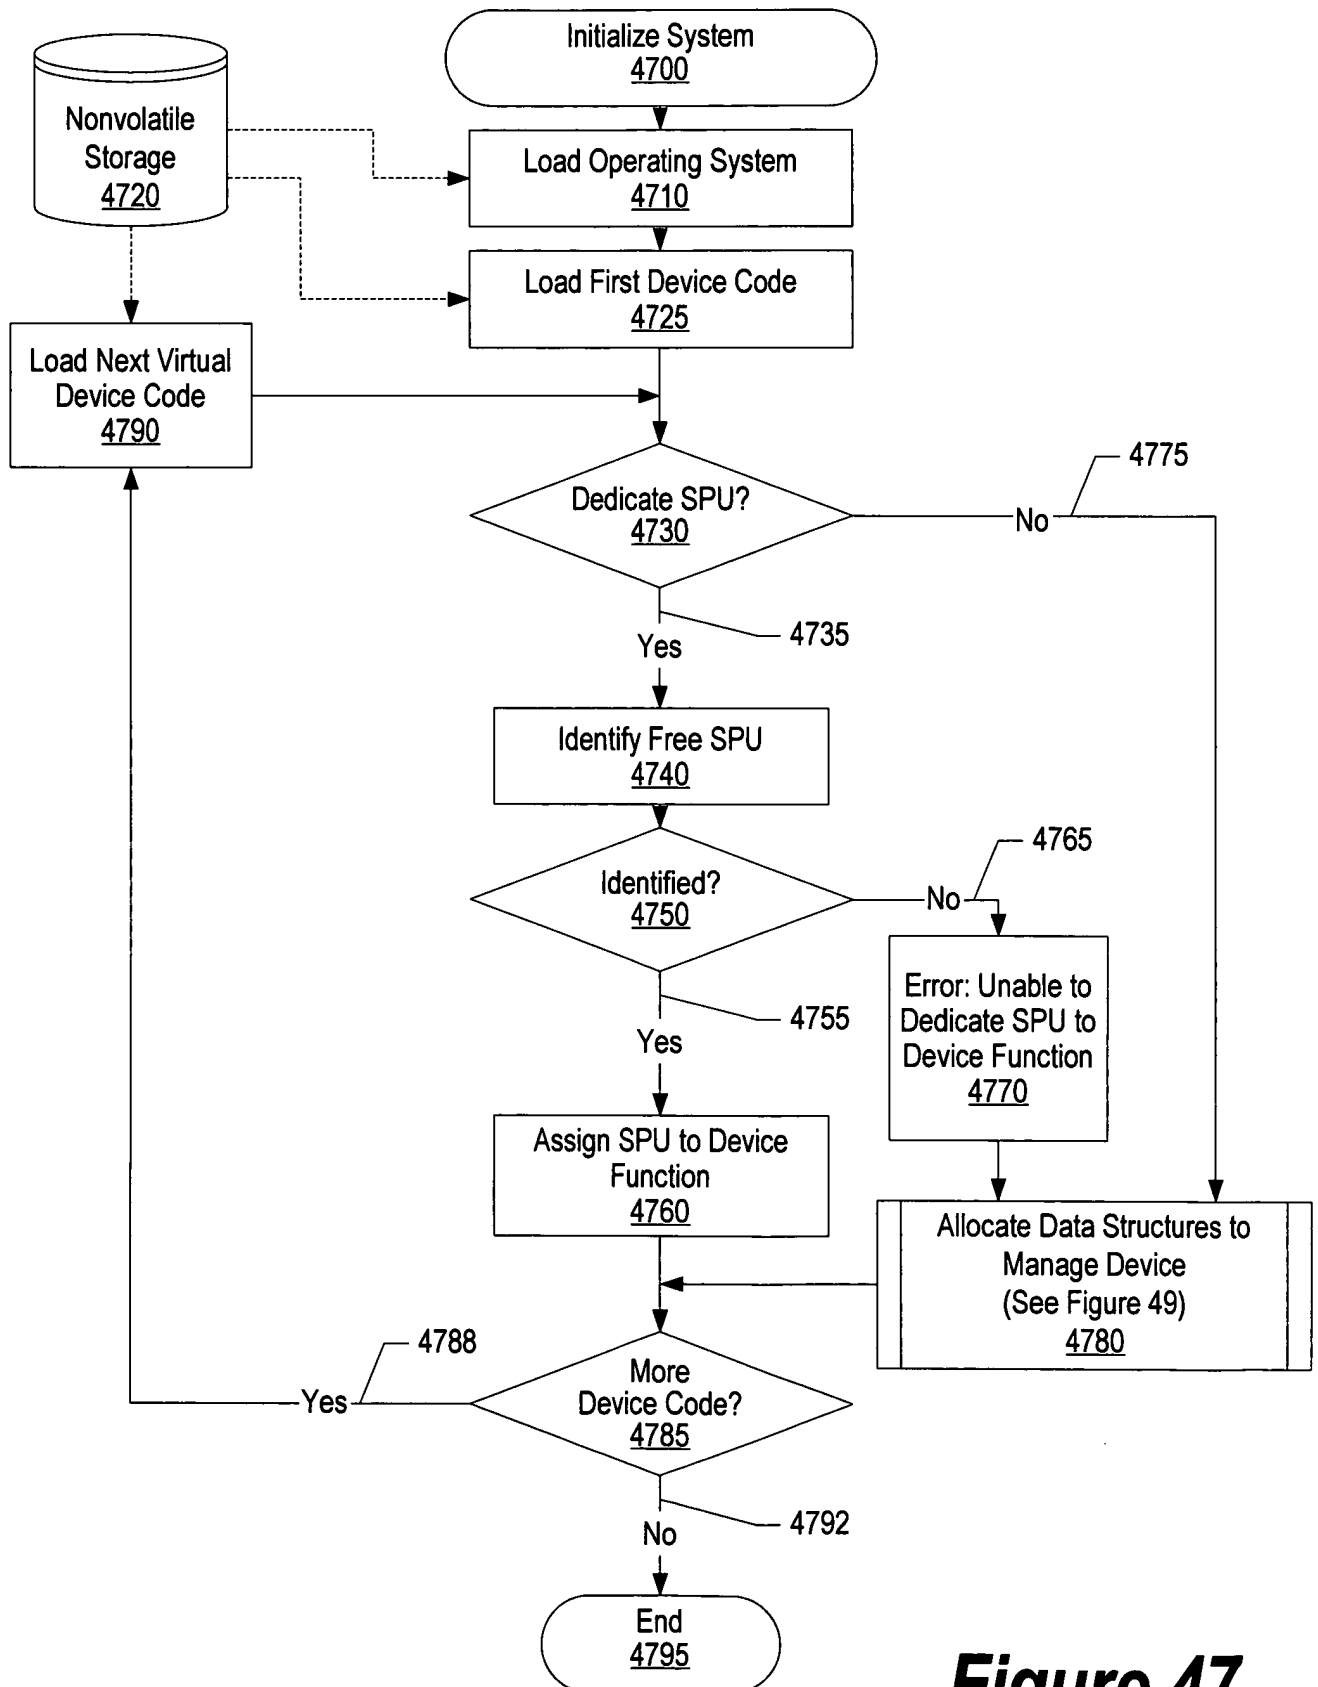 Initialize System
4700
Nonvolatile
Storage
4720
Load Operating System
4710
Load First Device Code
4725
Load Next Virtual
Device Code
4790
4775
Dedicate SPU?
4730
No
4735
Yes
Identify Free SPU
4740
4765
Identified?
4750
No
Error: Unable to
Dedicate SPU to
Device Function
4770
4755
Yes
Assign SPU to Device
Function
4760
Allocate Data Structures to
Manage Device
(See Figure 49)
4780
4788
More
Device Code?
4785
Yes
4792
No
End
4795
Figure 47